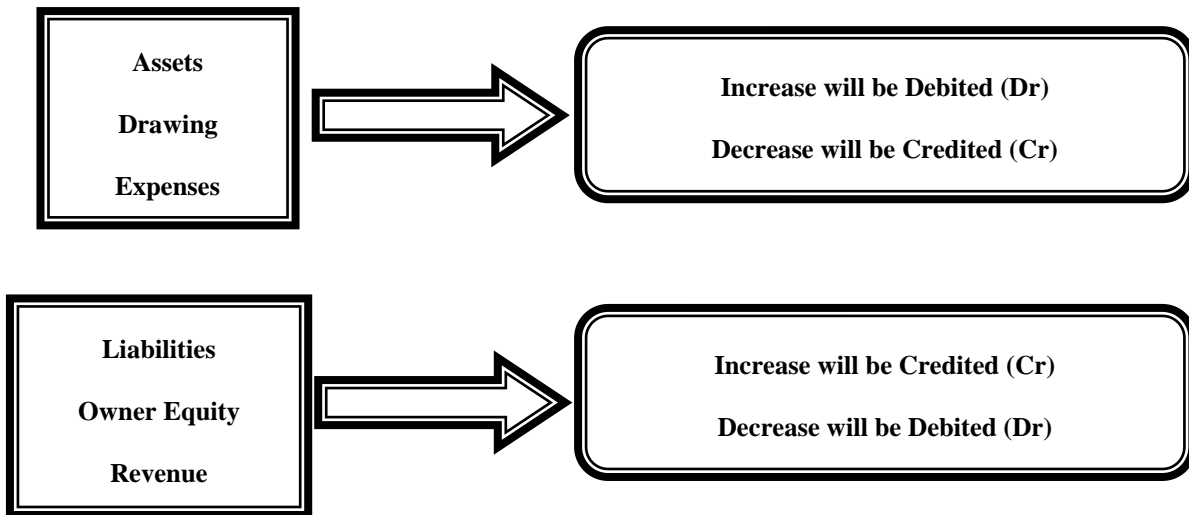 Assets
Drawing
Expenses
Increase will be Debited (Dr)
Decrease will be Credited (Cr)
Liabilities
Owner Equity
Revenue
Increase will be Credited (Cr)
Decrease will be Debited (Dr)